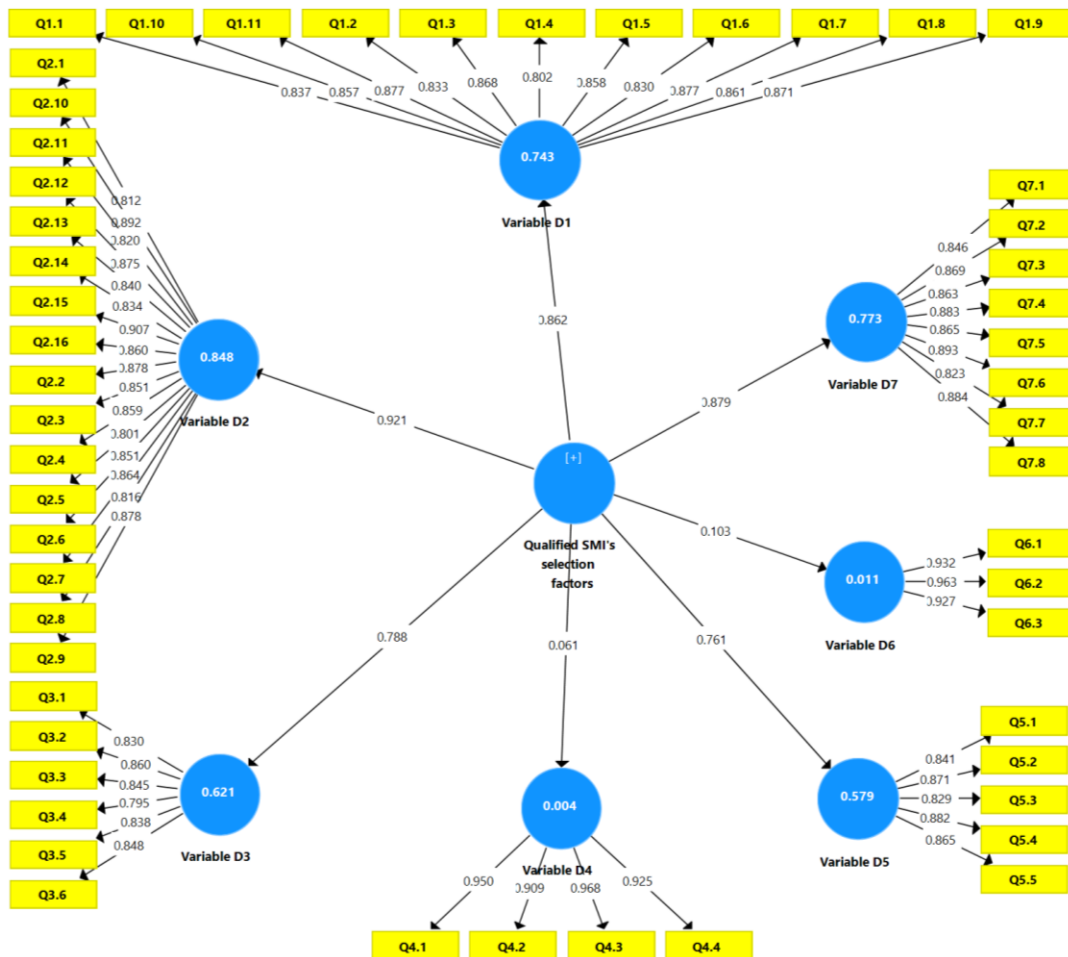 Q1.1 Q1.10 Q1.11 Q1.2 Q1.3 Q1.4 Q1.5 Q1.6 Q1.7 Q1.8 Q1.9
0.837 0.857 0.877 0.833 0.868 0.802 0.858 0.830 0.877 0.861 0.871
0.743
Variable D1
0.862
Q2.1
Q2.10
Q2.11
Q2.12
Q2.13
Q2.14
Q2.15
Q2.16
Q2.2
Q2.3
Q2.4
Q2.5
Q2.6
Q2.7
Q2.8
Q2.9
0.812
0.892
0.820
0.875
0.840
0.834
0.907
0.860
0.878
0.851
0.859
0.801
0.851
0.864
0.816
0.878
0.848
Variable D2
0.921
Q7.1
Q7.2
Q7.3
Q7.4
Q7.5
Q7.6
Q7.7
Q7.8
0.846
0.869
0.863
0.883
0.865
0.893
0.823
0.884
0.773
Variable D7
0.879
[+]
Qualified SMI's
selection
factors
0.103
0.011
Variable D6
0.932
0.963
0.927
Q6.1
Q6.2
Q6.3
0.788
0.061
0.761
Q3.1
Q3.2
Q3.3
Q3.4
Q3.5
Q3.6
0.830
0.860
0.845
0.795
0.838
0.848
0.621
Variable D3
0.004
Variable D4
0.950 0.909 0.968 0.925
Q4.1 Q4.2 Q4.3 Q4.4
0.579
Variable D5
0.841
0.871
0.829
0.882
0.865
Q5.1
Q5.2
Q5.3
Q5.4
Q5.5